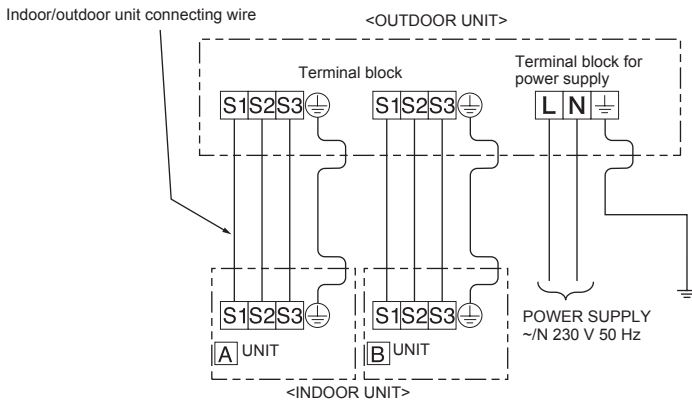 Indoor/outdoor unit connecting wire
<OUTDOOR UNIT>
Terminal block
Terminal block for
power supply
S1 S2 S3
S1 S2 S3
L N
S1 S2 S3
S1 S2 S3
A UNIT
B UNIT
POWER SUPPLY
~/N 230 V 50 Hz
<INDOOR UNIT>